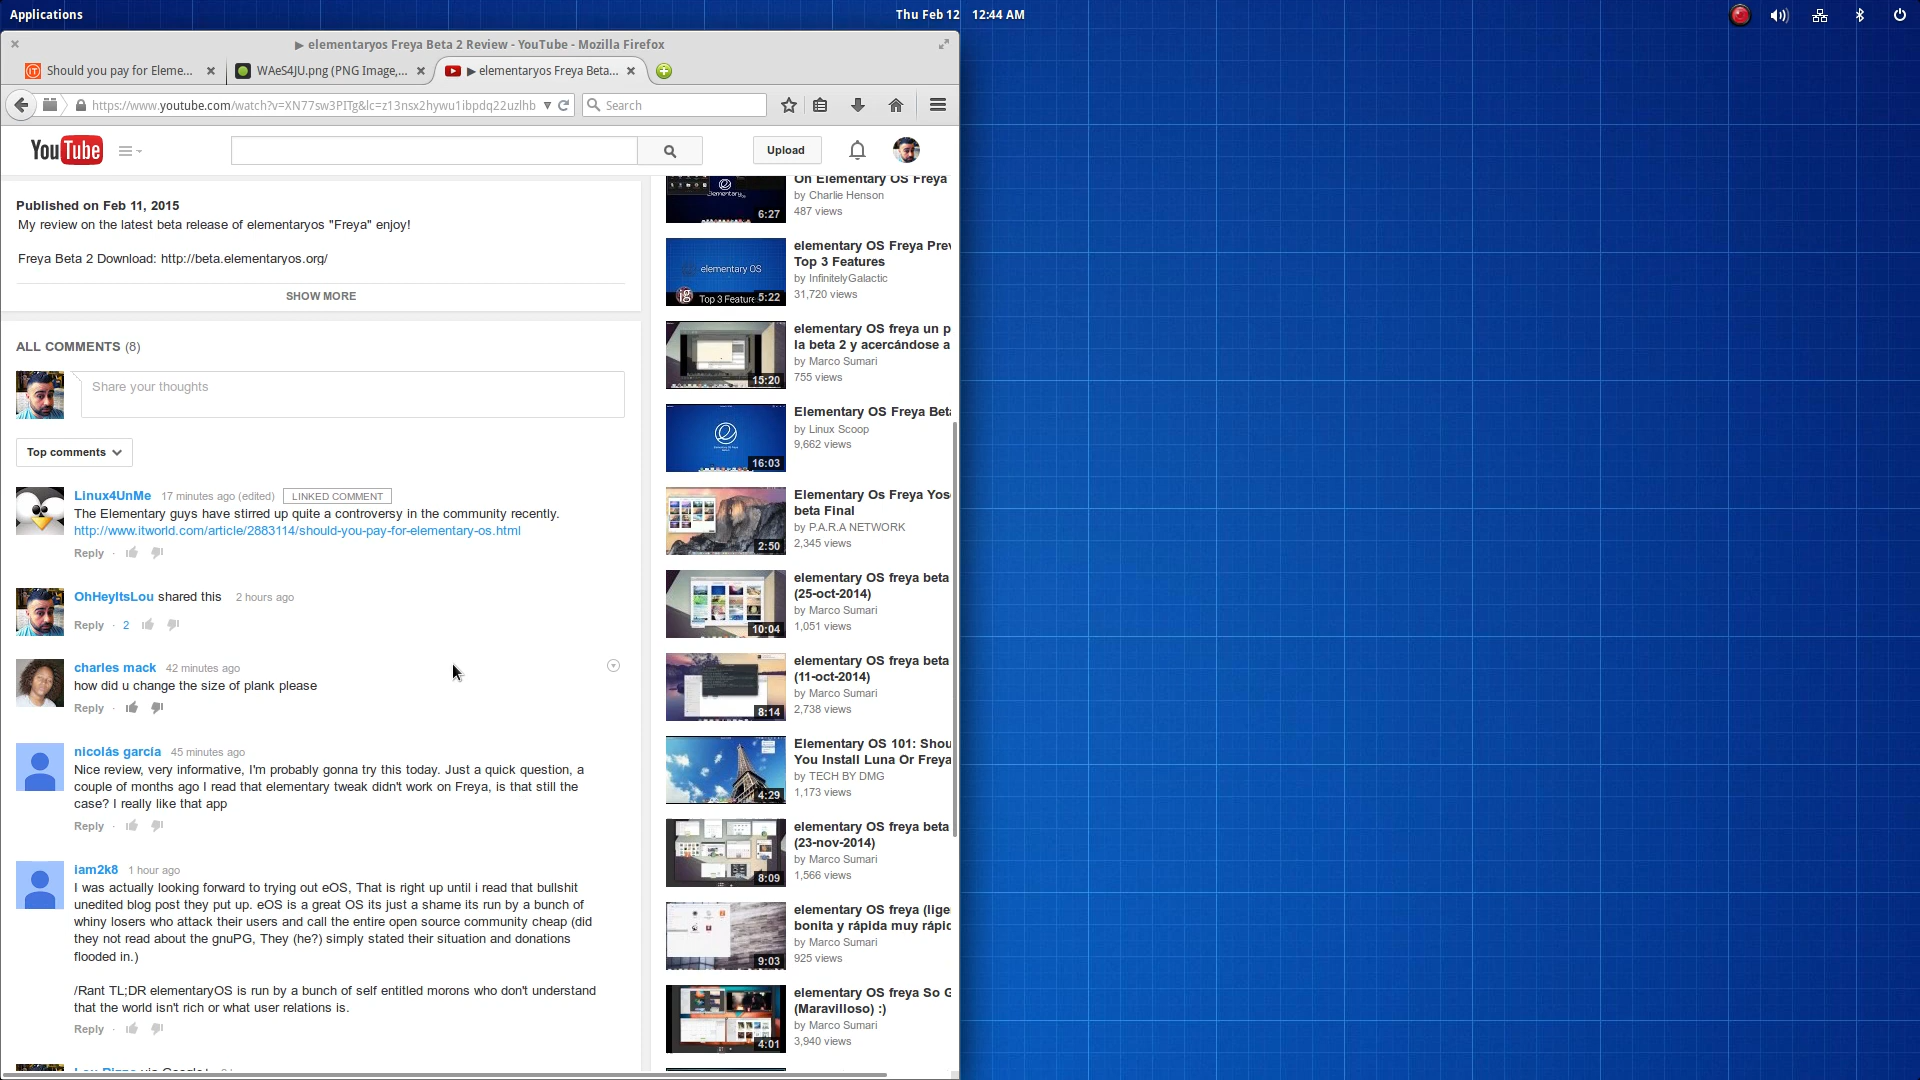 Applications
Thu Feb 12 12:44 AM
▶ elementaryos Freya Beta 2 Review - YouTube - Mozilla Firefox
Should you pay for Eleme...
WAeS4JU.png (PNG Image,...
▶ elementaryos Freya Beta...
https://www.youtube.com/watch?v=XN77sw3PITg&lc=z13nsx2hywu1ibpdq22uzlhb
Search
YouTube
Upload
Published on Feb 11, 2015
My review on the latest beta release of elementaryos "Freya" enjoy!
Freya Beta 2 Download: http://beta.elementaryos.org/
SHOW MORE
ALL COMMENTS (8)
Share your thoughts
Top comments
Linux4UnMe 17 minutes ago (edited) LINKED COMMENT
The Elementary guys have stirred up quite a controversy in the community recently.
http://www.itworld.com/article/2883114/should-you-pay-for-elementary-os.html
Reply ·
OhHeyItsLou shared this 2 hours ago
Reply · 2
charles mack 42 minutes ago
how did u change the size of plank please
Reply ·
nicolás garcía 45 minutes ago
Nice review, very informative, I'm probably gonna try this today. Just a quick question, a
couple of months ago I read that elementary tweak didn't work on Freya, is that still the
case? I really like that app
Reply ·
iam2k8 1 hour ago
I was actually looking forward to trying out eOS, That is right up until i read that bullshit
unedited blog post they put up. eOS is a great OS its just a shame its run by a bunch of
whiny losers who attack their users and call the entire open source community cheap (did
they not read about the gnuPG, They (he?) simply stated their situation and donations
flooded in.)
/Rant TL;DR elementaryOS is run by a bunch of self entitled morons who don't understand
that the world isn't rich or what user relations is.
Reply ·
On Elementary OS Freya
by Charlie Henson
487 views
6:27
elementary OS Freya Prev
Top 3 Features
by InfinitelyGalactic
31,720 views
elementary OS
ig
Top 3 Feature
5:22
elementary OS freya un p
la beta 2 y acercándose a
by Marco Sumari
755 views
15:20
Elementary OS Freya Beta
by Linux Scoop
9,662 views
16:03
Elementary Os Freya Yos
beta Final
by P.A.R.A NETWORK
2,345 views
2:50
elementary OS freya beta
(25-oct-2014)
by Marco Sumari
1,051 views
10:04
elementary OS freya beta
(11-oct-2014)
by Marco Sumari
2,738 views
8:14
Elementary OS 101: Shou
You Install Luna Or Freya
by TECH BY DMG
1,173 views
4:29
elementary OS freya beta
(23-nov-2014)
by Marco Sumari
1,566 views
8:09
elementary OS freya (lige
bonita y rápida muy rápid
by Marco Sumari
925 views
9:03
elementary OS freya So G
(Maravilloso) :)
by Marco Sumari
3,940 views
4:01